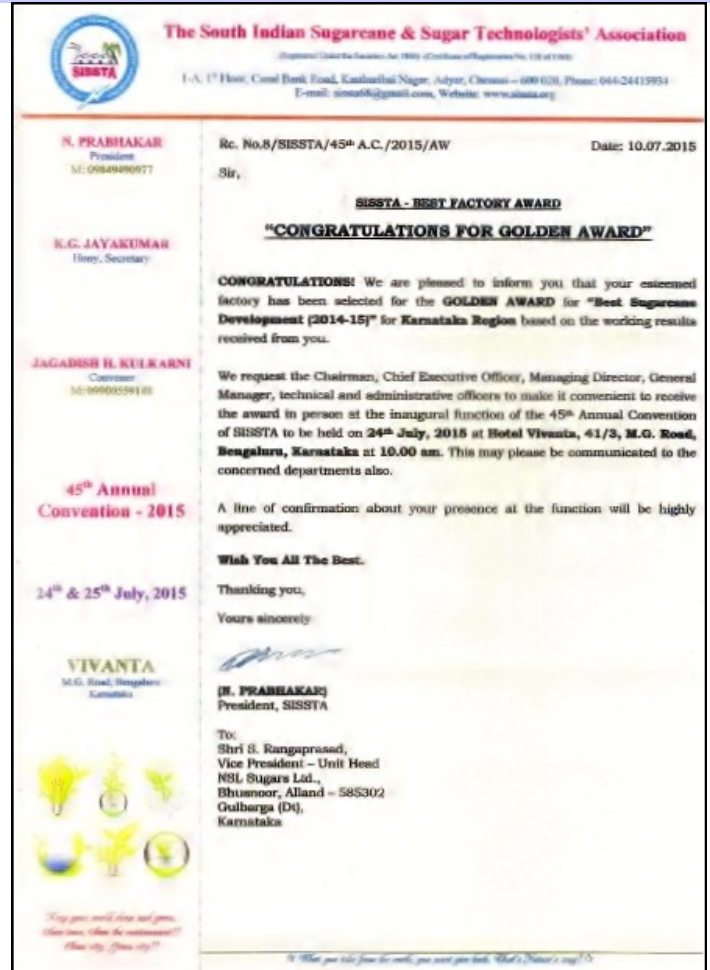 SISSTA
The South Indian Sugarcane & Sugar Technologists' Association
1-A, 1st Floor, Canal Bank Road, Kasthuribai Nagar, Adyar, Chennai – 600 020, Phone: 044-24415934
E-mail: sissta68@gmail.com, Website: www.sissta.org
N. PRABHAKAR
President
M: 09849490977
K.G. JAYAKUMAR
Hony. Secretary
JAGADISH H. KULKARNI
Convener
45th Annual
Convention - 2015
24th & 25th July, 2015
VIVANTA
M.G. Road, Bengaluru
Karnataka
Rc. No.8/SISSTA/45th A.C./2015/AW Date: 10.07.2015
Sir,
SISSTA - BEST FACTORY AWARD
"CONGRATULATIONS FOR GOLDEN AWARD"
CONGRATULATIONS! We are pleased to inform you that your esteemed
factory has been selected for the GOLDEN AWARD for "Best Sugarcane
Development (2014-15)" for Karnataka Region based on the working results
received from you.
We request the Chairman, Chief Executive Officer, Managing Director, General
Manager, technical and administrative officers to make it convenient to receive
the award in person at the inaugural function of the 45th Annual Convention
of SISSTA to be held on 24th July, 2015 at Hotel Vivanta, 41/3, M.G. Road,
Bengaluru, Karnataka at 10.00 am. This may please be communicated to the
concerned departments also.
A line of confirmation about your presence at the function will be highly
appreciated.
Wish You All The Best.
Thanking you,
Yours sincerely
(N. PRABHAKAR)
President, SISSTA
To:
Shri S. Rangaprasad,
Vice President – Unit Head
NSL Sugars Ltd.,
Bhusnoor, Alland – 585302
Gulbarga (Dt),
Karnataka